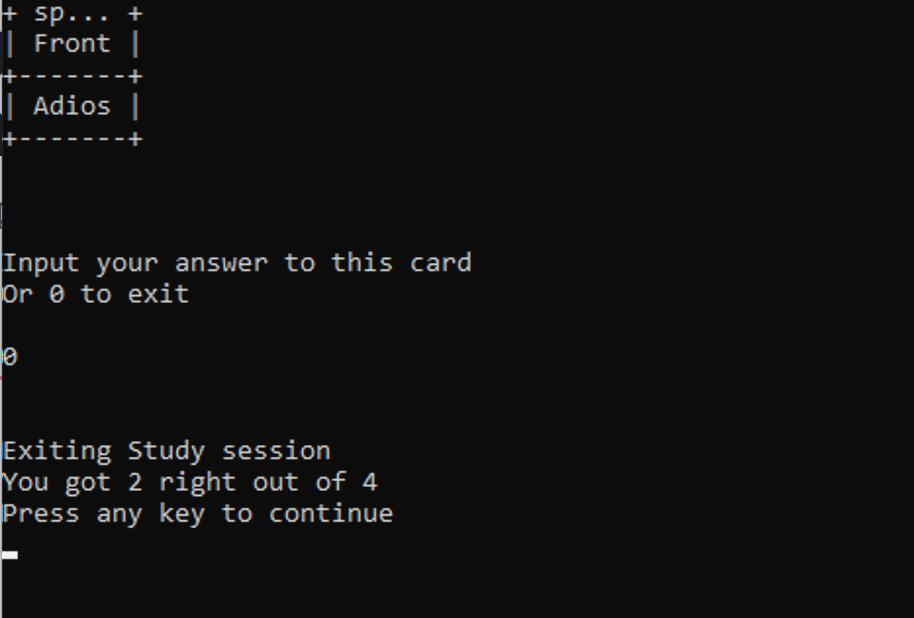 + sp... +
| Front |
+-------+
| Adios |
+-------+
Input your answer to this card
Or 0 to exit
0
Exiting Study session
You got 2 right out of 4
Press any key to continue